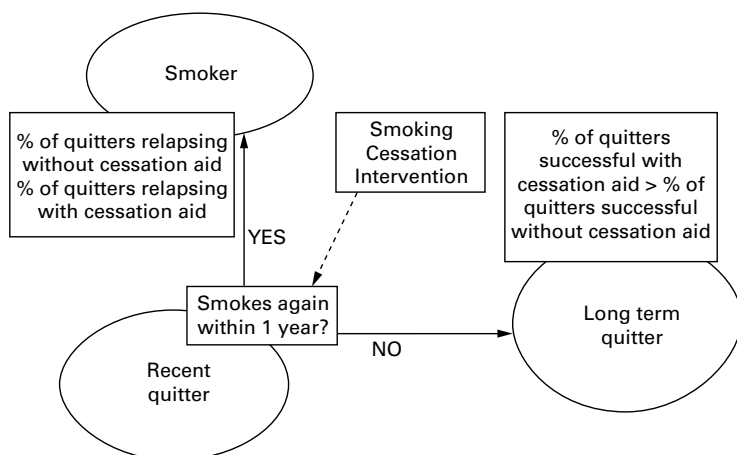 Smoker
% of quitters relapsing
without cessation aid
% of quitters relapsing
with cessation aid
Smoking
Cessation
Intervention
% of quitters
successful with
cessation aid > % of
quitters successful
without cessation aid
YES
Smokes again
within 1 year?
NO
Recent
quitter
Long term
quitter